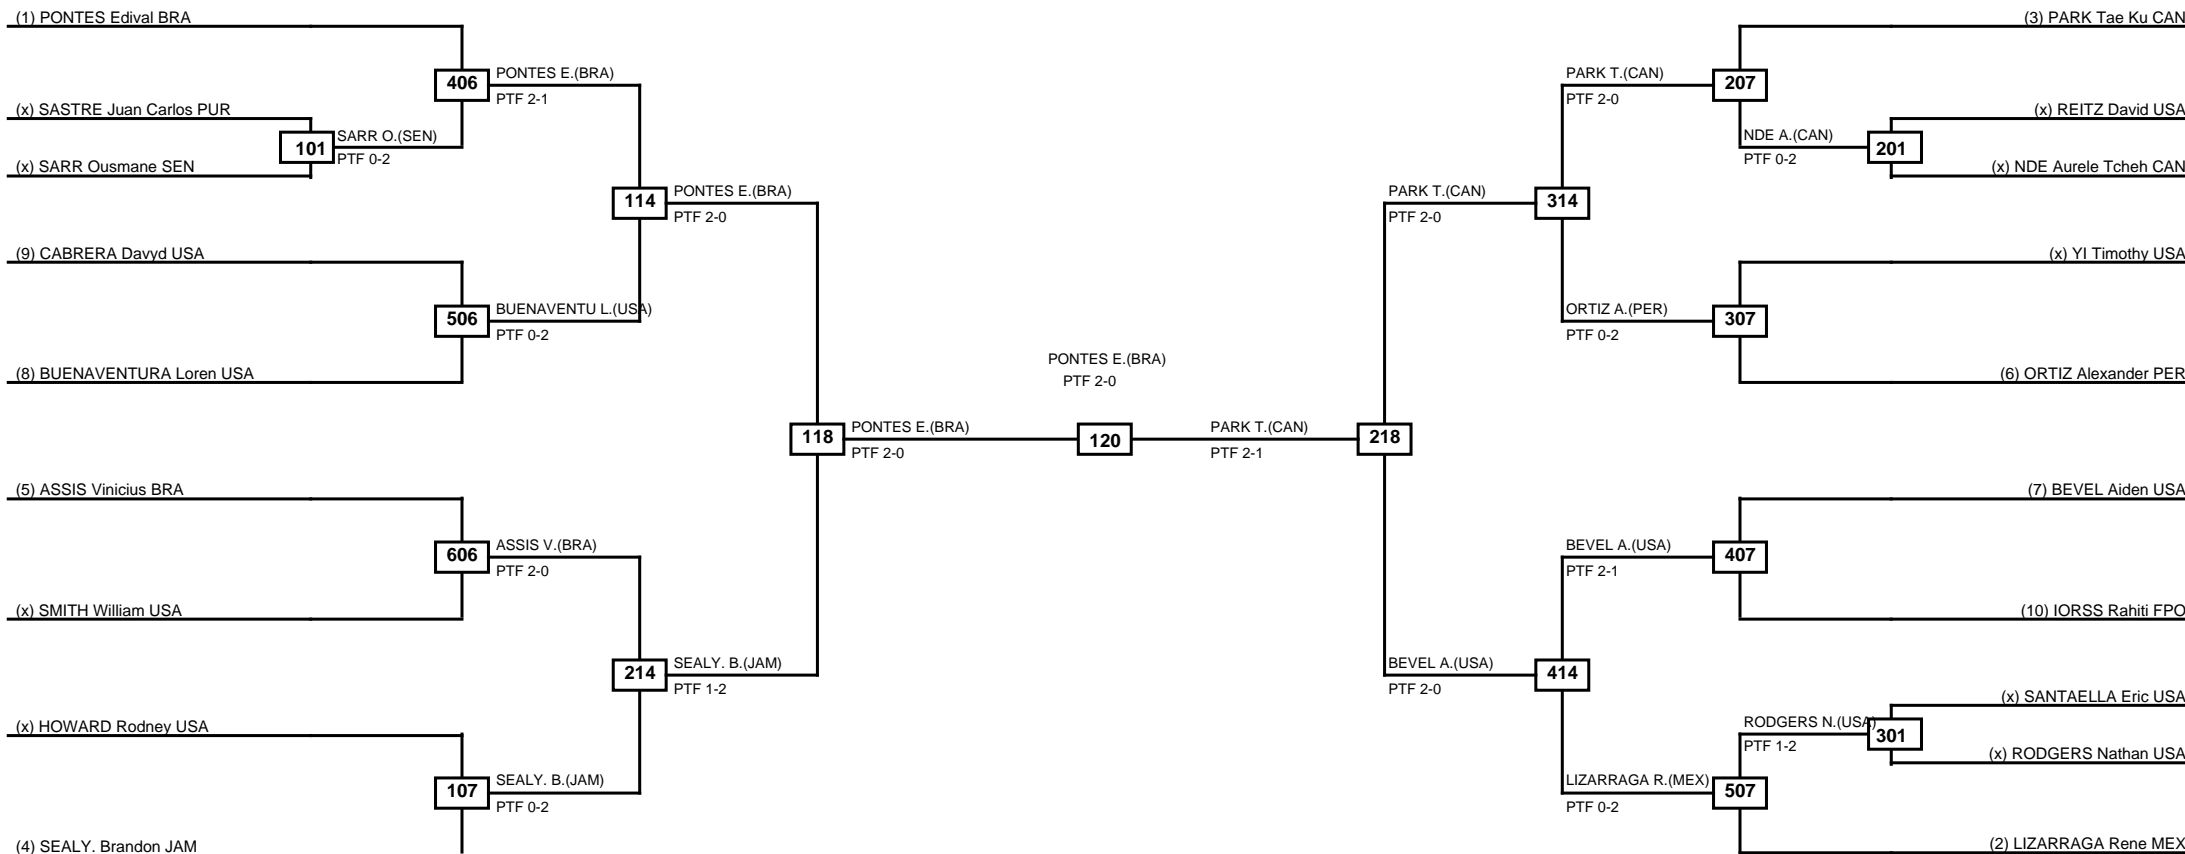 (1) PONTES Edival BRA
(3) PARK Tae Ku CAN
406
PONTES E.(BRA)
PTF 2-1
PARK T.(CAN)
PTF 2-0
207
(x) SASTRE Juan Carlos PUR
(x) REITZ David USA
101
SARR O.(SEN)
PTF 0-2
NDE A.(CAN)
PTF 0-2
201
(x) SARR Ousmane SEN
(x) NDE Aurele Tcheh CAN
114
PONTES E.(BRA)
PTF 2-0
PARK T.(CAN)
PTF 2-0
314
(9) CABRERA Davyd USA
(x) YI Timothy USA
506
BUENAVENTU L.(USA)
PTF 0-2
ORTIZ A.(PER)
PTF 0-2
307
(8) BUENAVENTURA Loren USA
(6) ORTIZ Alexander PER
PONTES E.(BRA)
PTF 2-0
118
PONTES E.(BRA)
PTF 2-0
120
PARK T.(CAN)
PTF 2-1
218
(5) ASSIS Vinicius BRA
(7) BEVEL Aiden USA
606
ASSIS V.(BRA)
PTF 2-0
BEVEL A.(USA)
PTF 2-1
407
(x) SMITH William USA
(10) IORSS Rahiti FPO
214
SEALY. B.(JAM)
PTF 1-2
BEVEL A.(USA)
PTF 2-0
414
(x) HOWARD Rodney USA
(x) SANTAELLA Eric USA
RODGERS N.(USA)
PTF 1-2
301
(x) RODGERS Nathan USA
107
SEALY. B.(JAM)
PTF 0-2
LIZARRAGA R.(MEX)
PTF 0-2
507
(4) SEALY. Brandon JAM
(2) LIZARRAGA Rene MEX